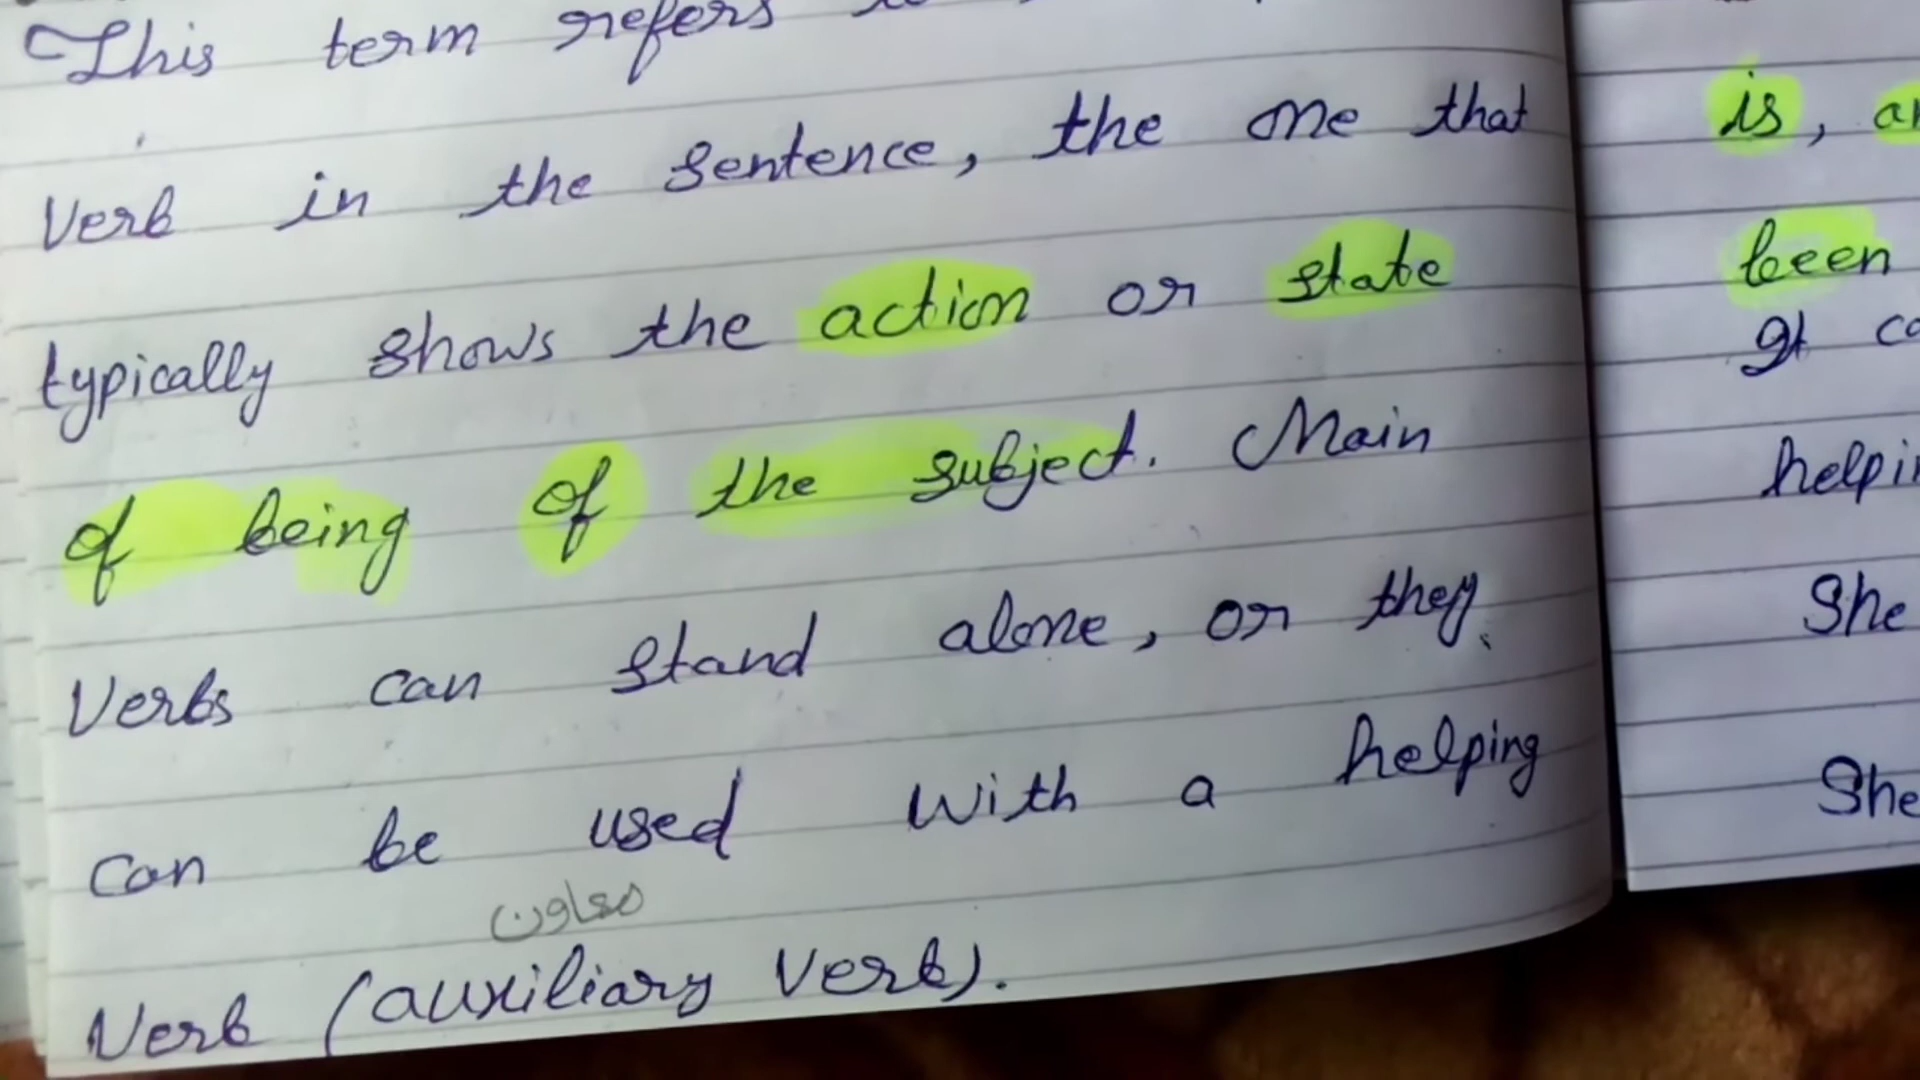 This term refers to
Verb in the sentence, the one that
typically shows the action or state
of being of the subject. Main
Verbs can stand alone, or they
can be used with a helping
معاون
Verb (auxiliary Verb).
is,
been
It
She
She